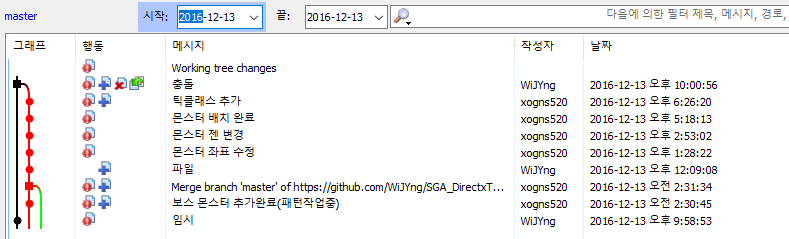 master 시작: 2016-12-13 끝: 2016-12-13 다음에 의한 필터 제목, 메시지, 경로,
그래프 행동 메시지 작성자 날짜
Working tree changes
충돌 WiJYng 2016-12-13 오후 10:00:56
틱클래스 추가 xogns520 2016-12-13 오후 6:26:20
몬스터 배치 완료 xogns520 2016-12-13 오후 5:18:13
몬스터 젠 변경 xogns520 2016-12-13 오후 2:53:02
몬스터 좌표 수정 xogns520 2016-12-13 오후 1:28:22
파일 WiJYng 2016-12-13 오후 12:09:08
Merge branch 'master' of https://github.com/WiJYng/SGA_DirectxT... xogns520 2016-12-13 오전 2:31:34
보스 몬스터 추가완료(패턴작업중) xogns520 2016-12-13 오전 2:30:45
임시 WiJYng 2016-12-13 오후 9:58:53